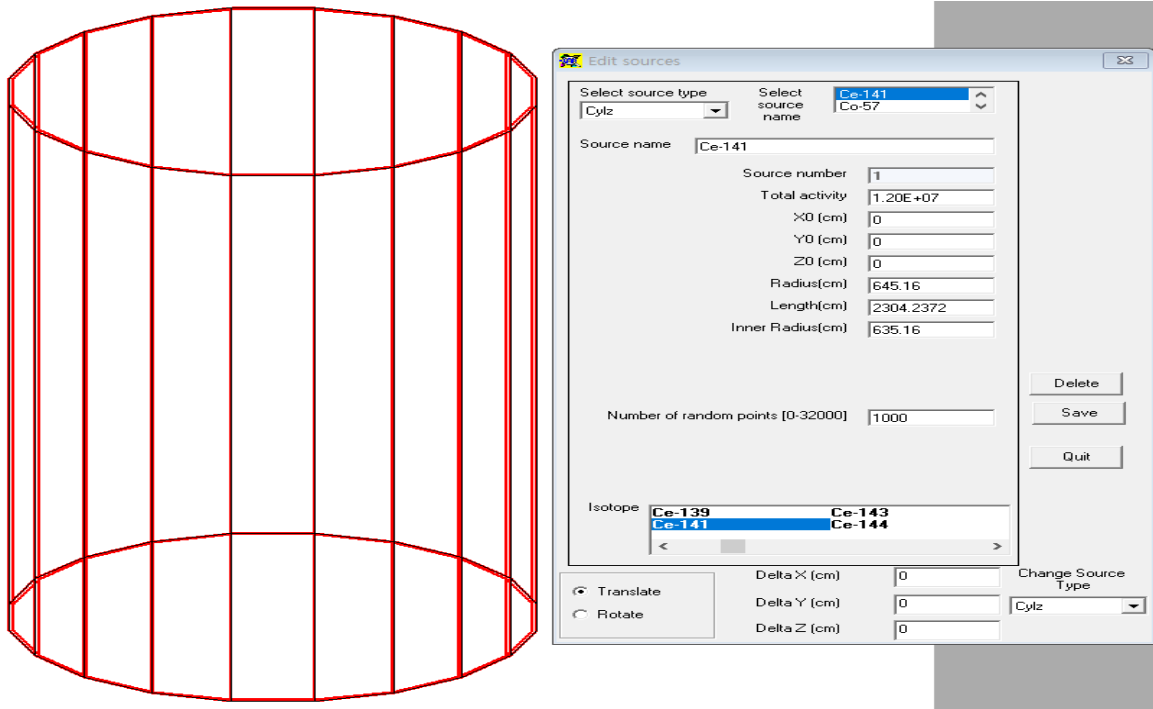 Edit sources
Select source type
Cylz
Select source name
Ce-141
Co-57
Source name Ce-141
Source number 1
Total activity 1.20E+07
X0 (cm) 0
Y0 (cm) 0
Z0 (cm) 0
Radius(cm) 645.16
Length(cm) 2304.2372
Inner Radius(cm) 635.16
Delete
Number of random points [0-32000] 1000
Save
Quit
Isotope
Ce-139 Ce-143
Ce-141 Ce-144
Translate
Rotate
Delta X (cm) 0
Delta Y (cm) 0
Delta Z (cm) 0
Change Source Type
Cylz